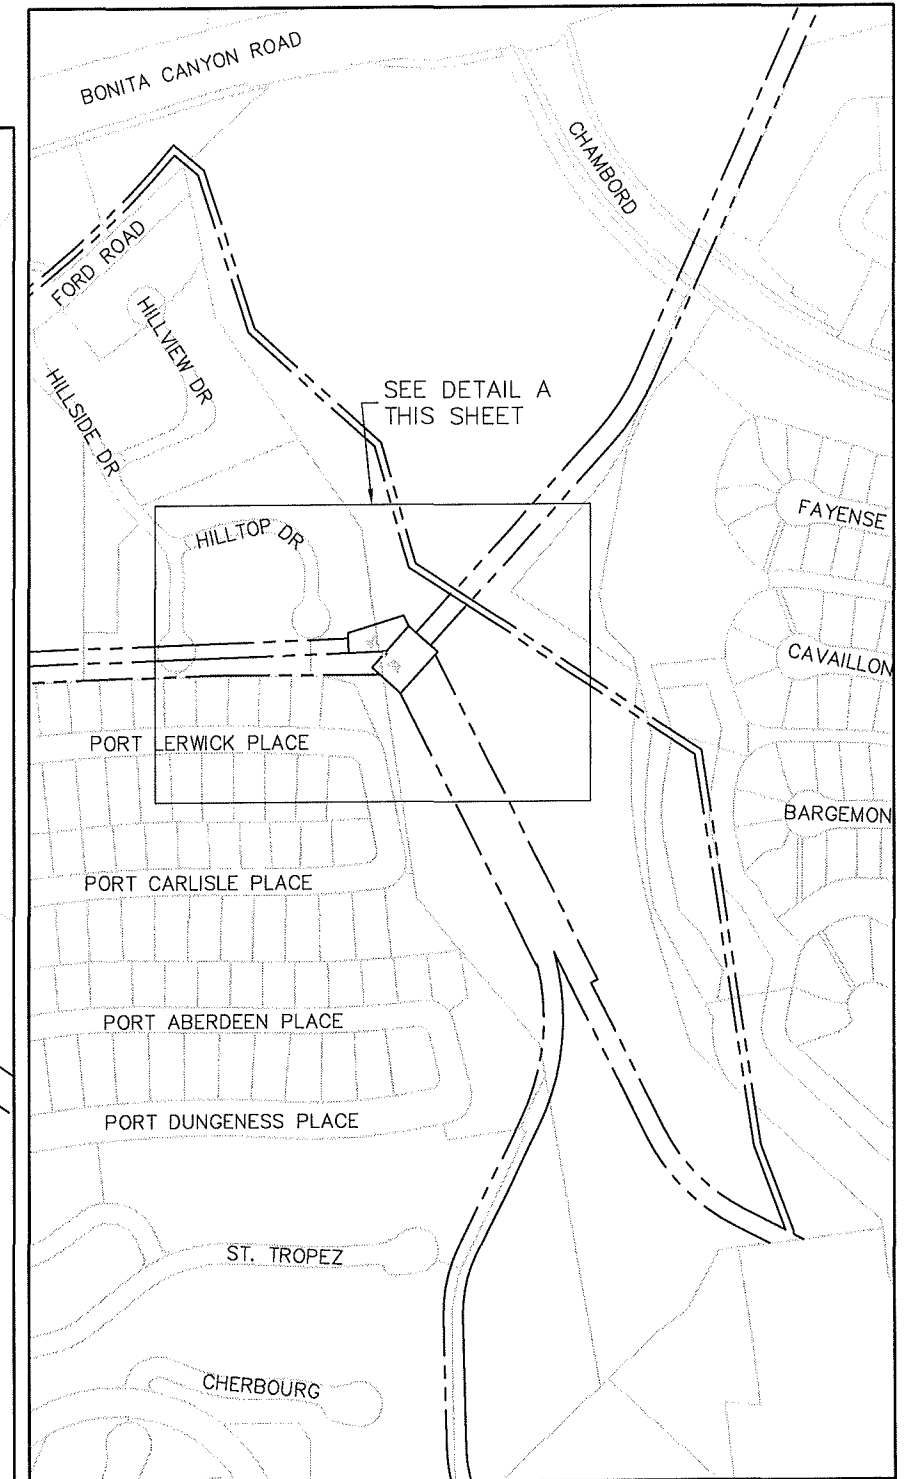 BONITA CANYON ROAD
CHAMBORD
FORD ROAD
HILLVIEW DR
HILLSIDE DR
SEE DETAIL A
THIS SHEET
FAYENSE
HILLTOP DR
CAVAILLON
PORT LERWICK PLACE
BARGEMON
PORT CARLISLE PLACE
PORT ABERDEEN PLACE
PORT DUNGENESS PLACE
ST. TROPEZ
CHERBOURG